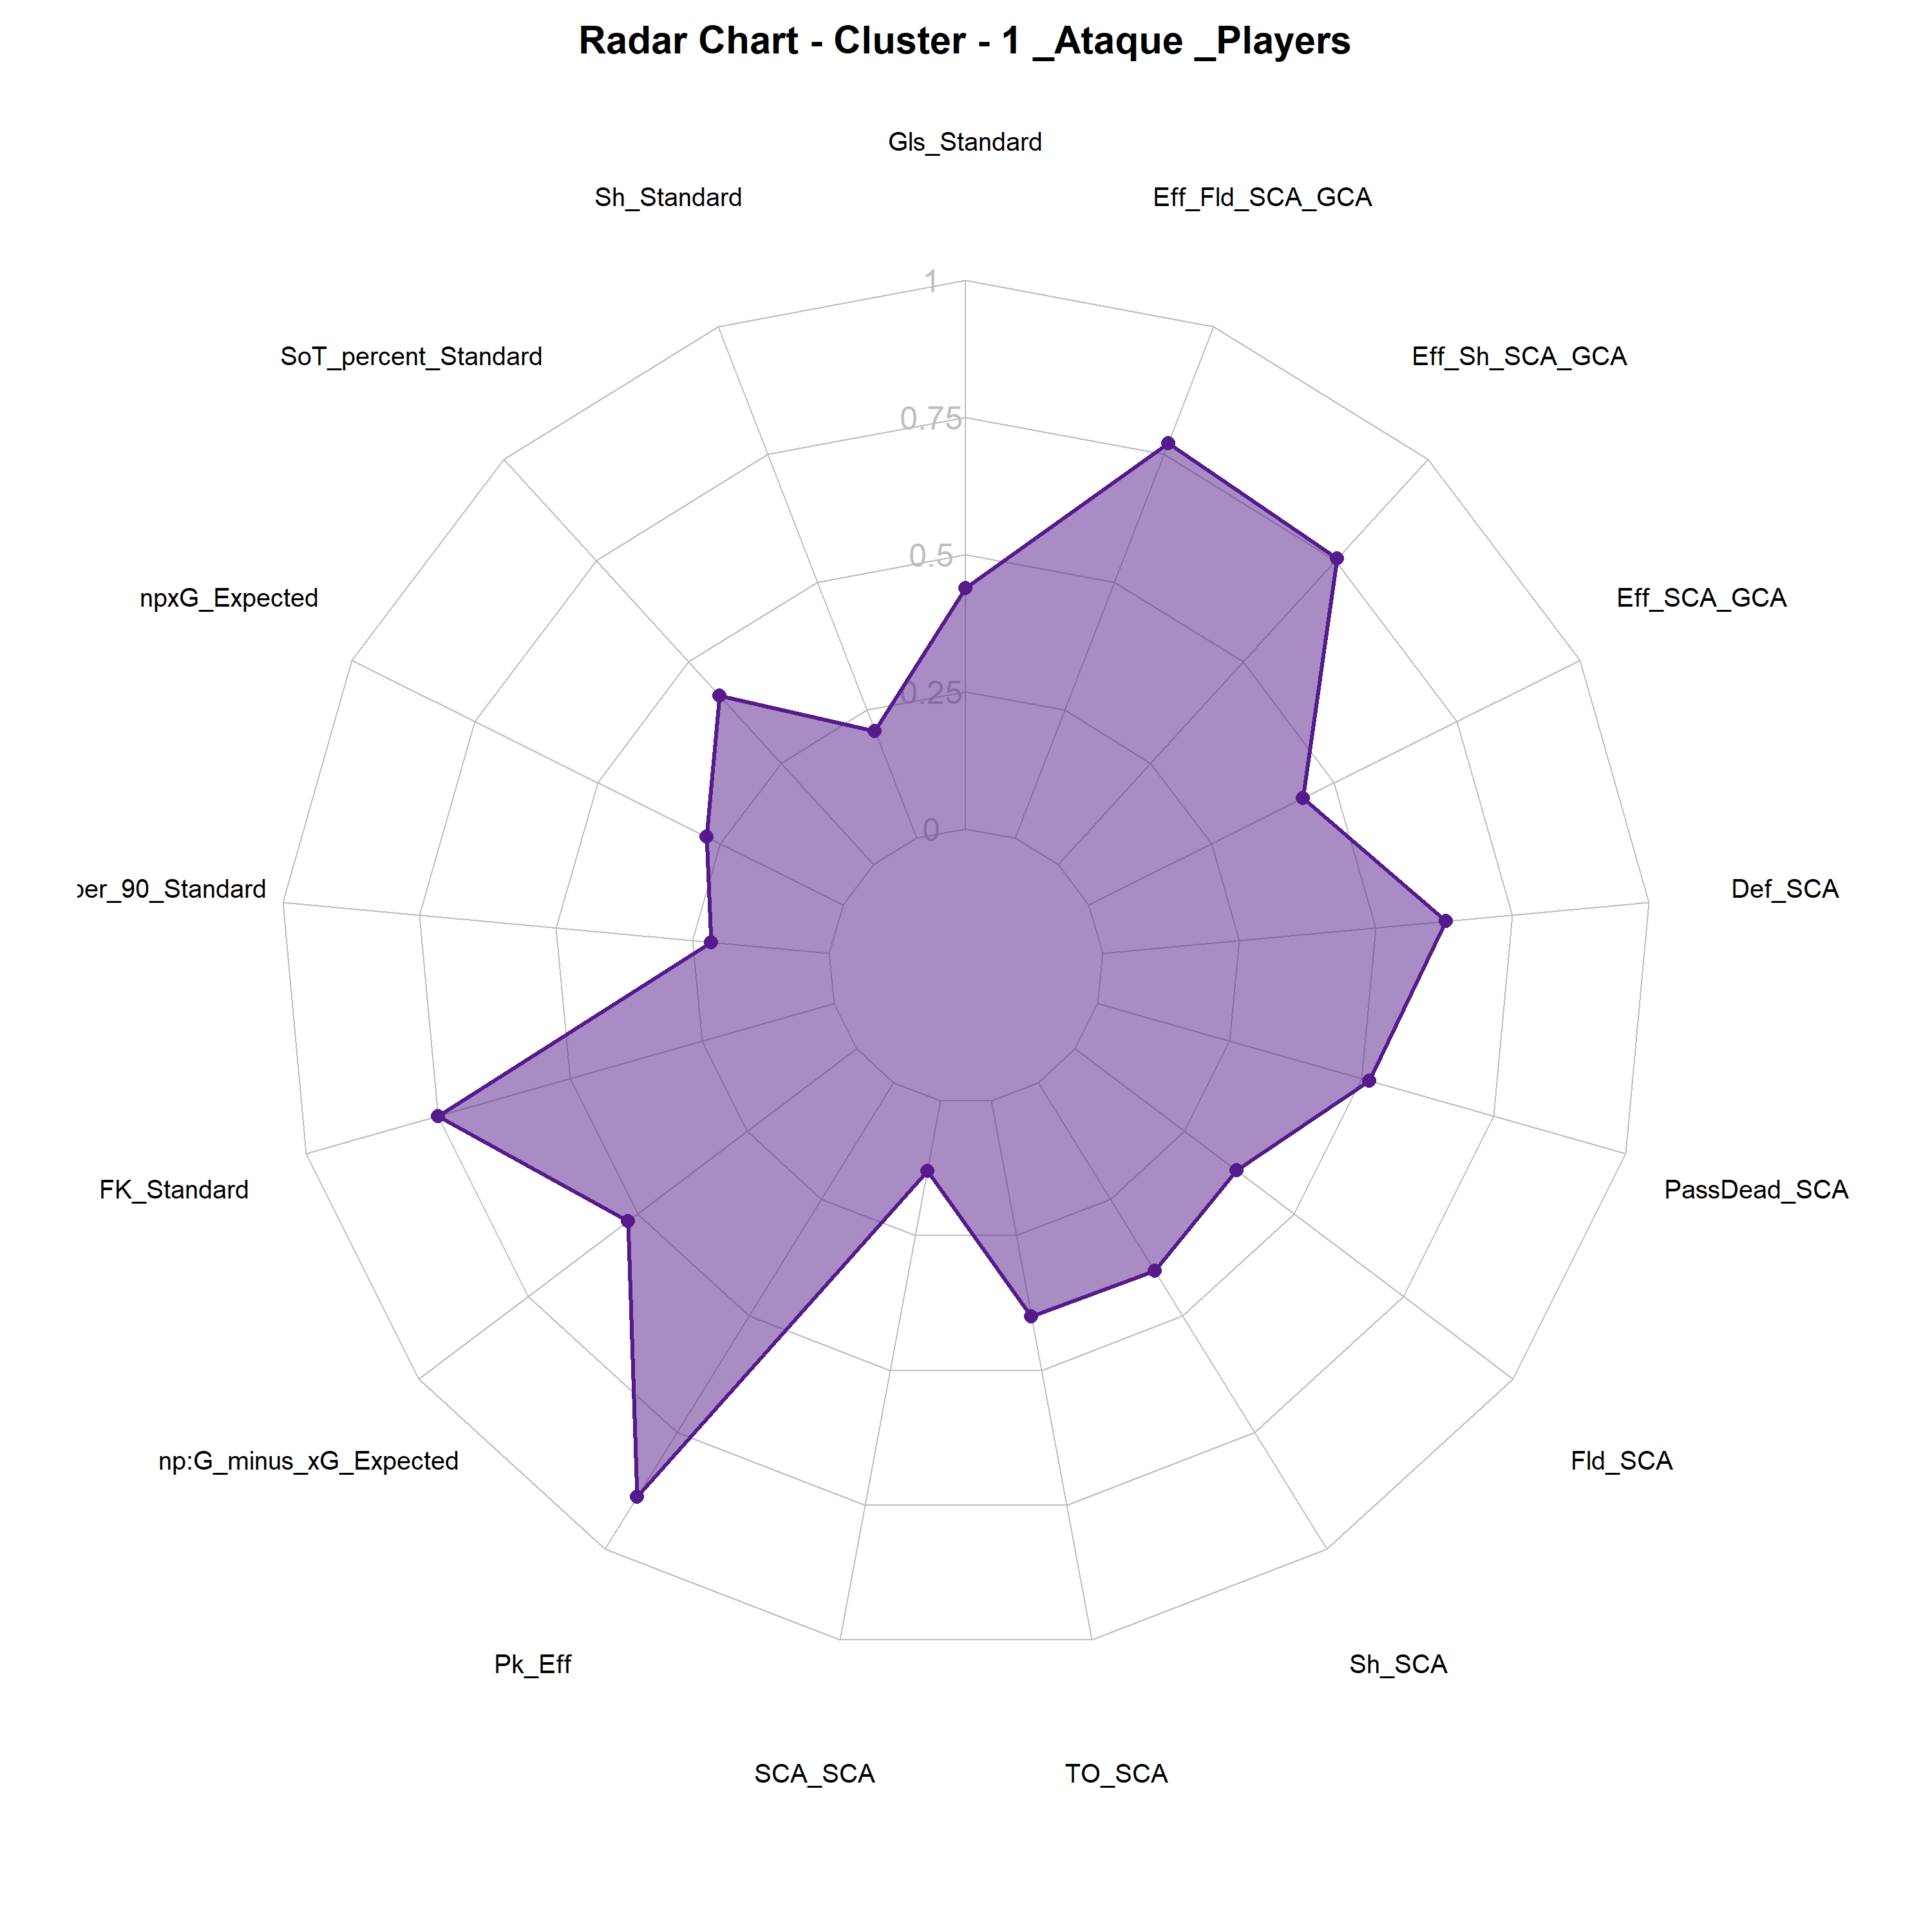 Radar Chart - Cluster - 1 _Ataque _Players
Gls_Standard
Sh_Standard
Eff_Fld_SCA_GCA
1
SoT_percent_Standard
Eff_Sh_SCA_GCA
0.75
0.5
npxG_Expected
Eff_SCA_GCA
0.25
0
per_90_Standard
Def_SCA
FK_Standard
PassDead_SCA
np:G_minus_xG_Expected
Fld_SCA
Pk_Eff
Sh_SCA
SCA_SCA
TO_SCA